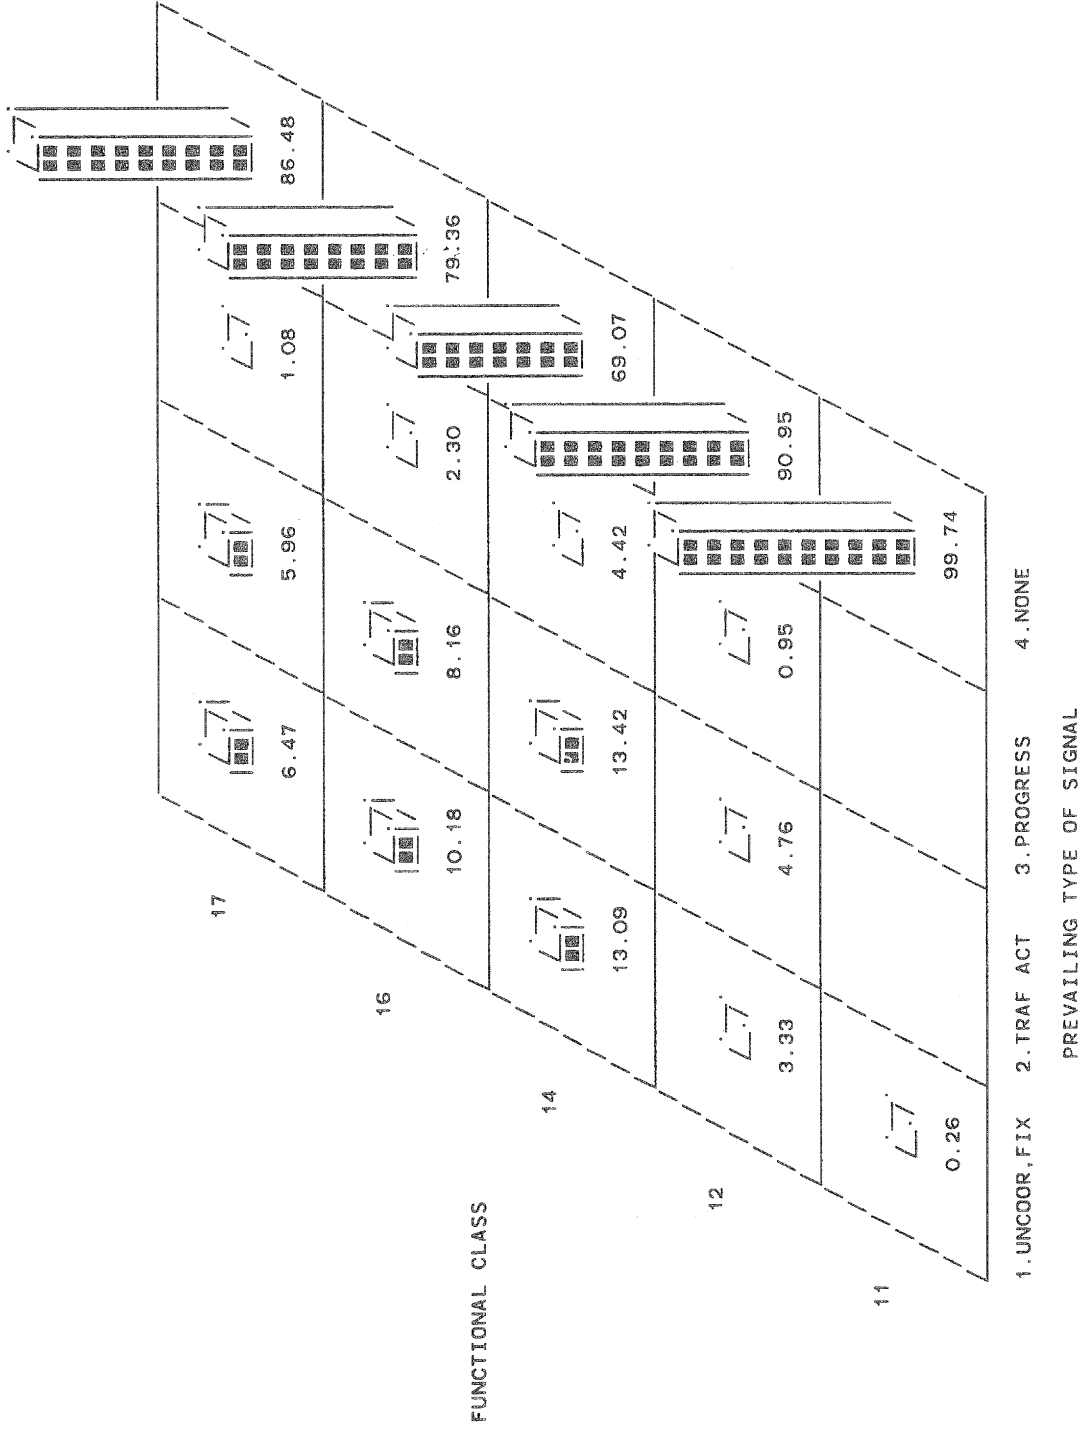 17
6.47 5.96 1.08 86.48
16
10.18 8.16 2.30 79.36
14
13.09 13.42 4.42 69.07
FUNCTIONAL CLASS
12
3.33 4.76 0.95 90.95
11
0.26 99.74
1.UNCOOR,FIX 2.TRAF ACT 3.PROGRESS 4.NONE
PREVAILING TYPE OF SIGNAL